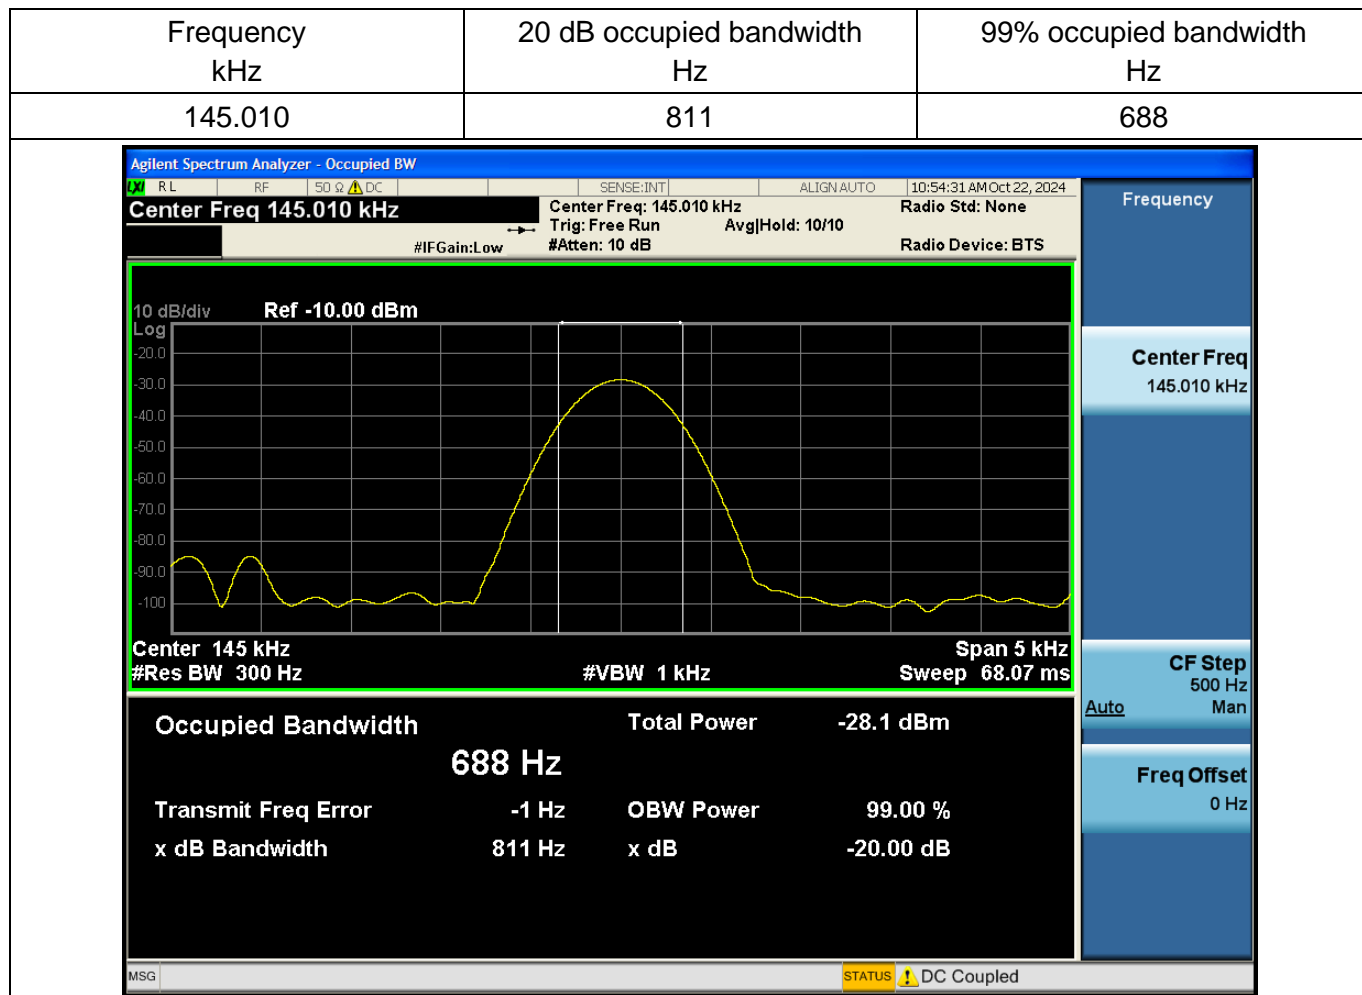 Frequency 20 dB occupied bandwidth 99% occupied bandwidth
kHz Hz Hz
145.010 811 688
Agilent Spectrum Analyzer - Occupied BW
LXI RL RF 50 Ω DC SENSE:INT ALIGN AUTO 10:54:31 AM Oct 22, 2024
Center Freq 145.010 kHz Center Freq: 145.010 kHz Radio Std: None
Trig: Free Run Avg|Hold: 10/10
#IFGain:Low #Atten: 10 dB Radio Device: BTS
Frequency
10 dB/div Ref -10.00 dBm
Log
-20.0
-30.0
-40.0
-50.0
-60.0
-70.0
-80.0
-90.0
-100
Center 145 kHz Span 5 kHz
#Res BW 300 Hz #VBW 1 kHz Sweep 68.07 ms
Occupied Bandwidth Total Power -28.1 dBm
688 Hz
Transmit Freq Error -1 Hz OBW Power 99.00 %
x dB Bandwidth 811 Hz x dB -20.00 dB
Center Freq
145.010 kHz
CF Step
500 Hz
Auto Man
Freq Offset
0 Hz
MSG STATUS DC Coupled